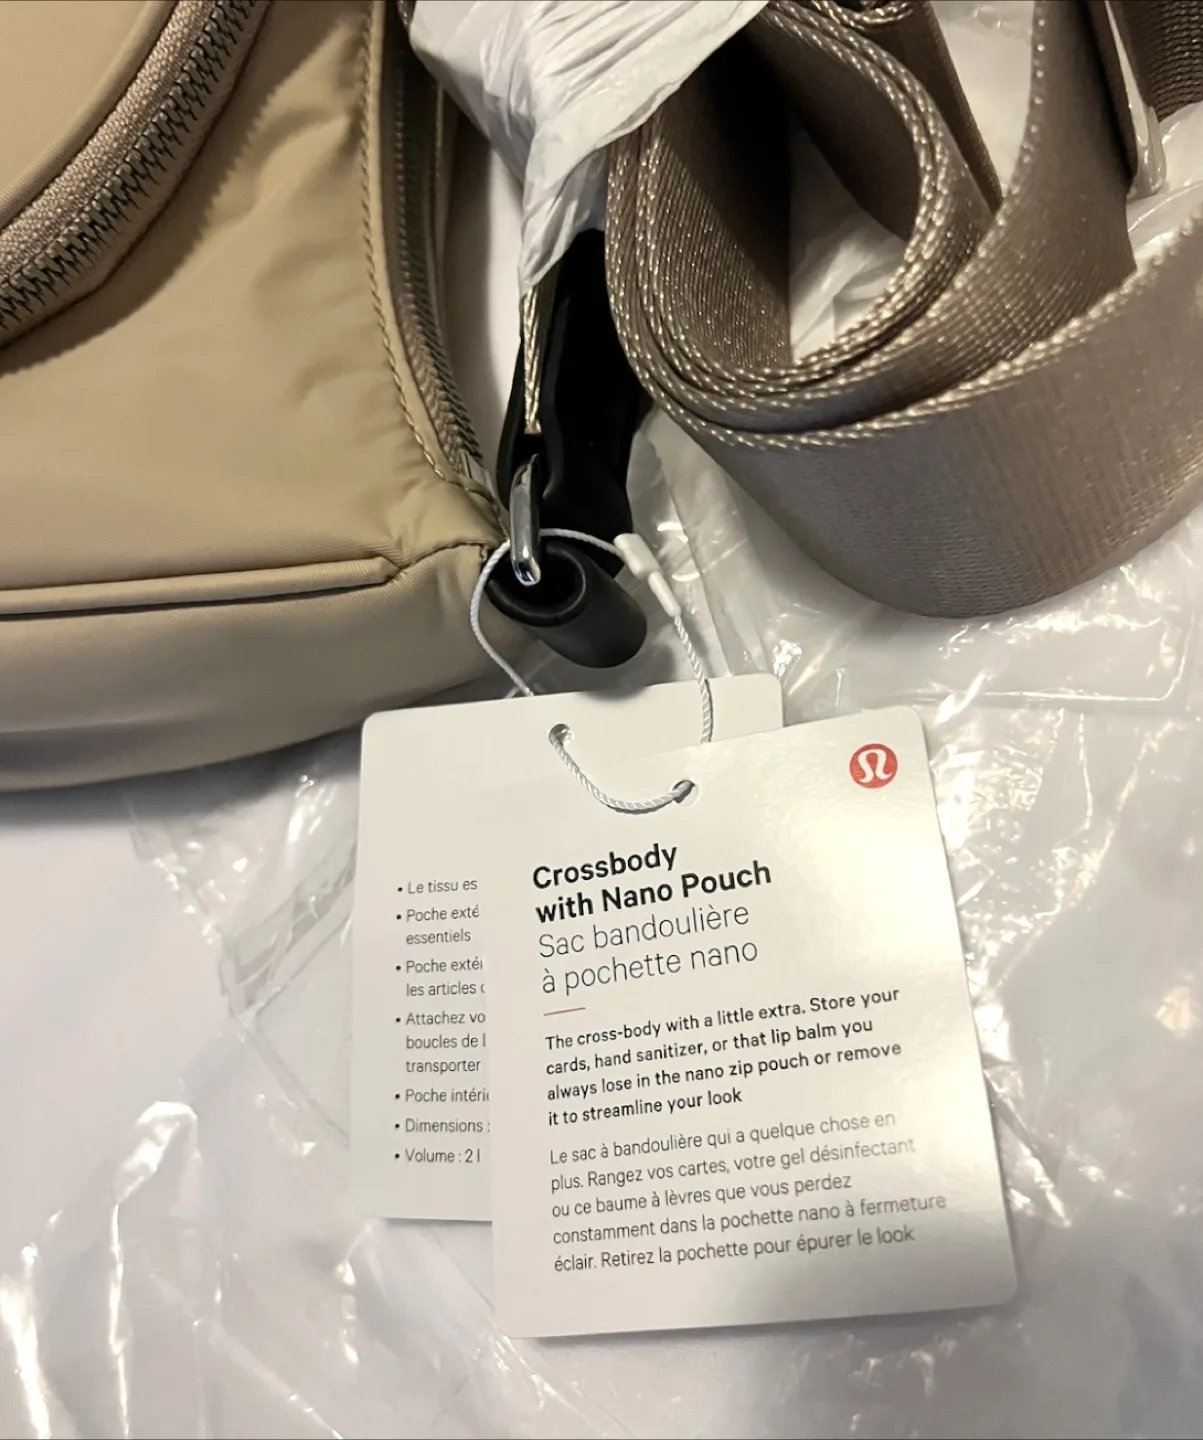 Crossbody
with Nano Pouch
Sac bandoulière
à pochette nano
The cross-body with a little extra. Store your
cards, hand sanitizer, or that lip balm you
always lose in the nano zip pouch or remove
it to streamline your look
Le sac à bandoulière qui a quelque chose en
plus. Rangez vos cartes, votre gel désinfectant
ou ce baume à lèvres que vous perdez
constamment dans la pochette nano à fermeture
éclair. Retirez la pochette pour épurer le look
• Le tissu es
• Poche exté
essentiels
• Poche extér
les articles
• Attachez vo
boucles de
transporter
• Poche intéri
• Dimensions :
• Volume : 2 l